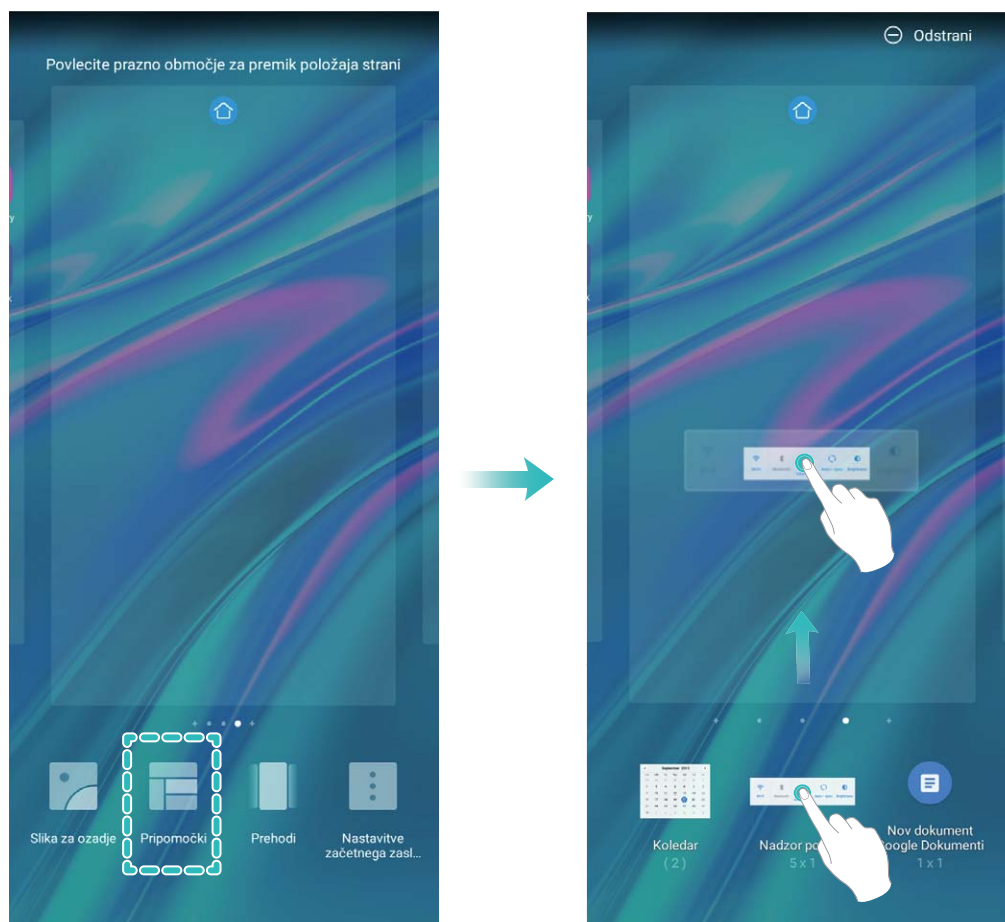 Povlecite prazno območje za premik položaja strani
y
k
Slika za ozadje
Pripomočki
Prehodi
Nastavitve
začetnega zasl...
Odstrani
y
k
Koledar
(2)
Nadzor po
5 x 1
Nov dokument
oogle Dokumenti
1 x 1